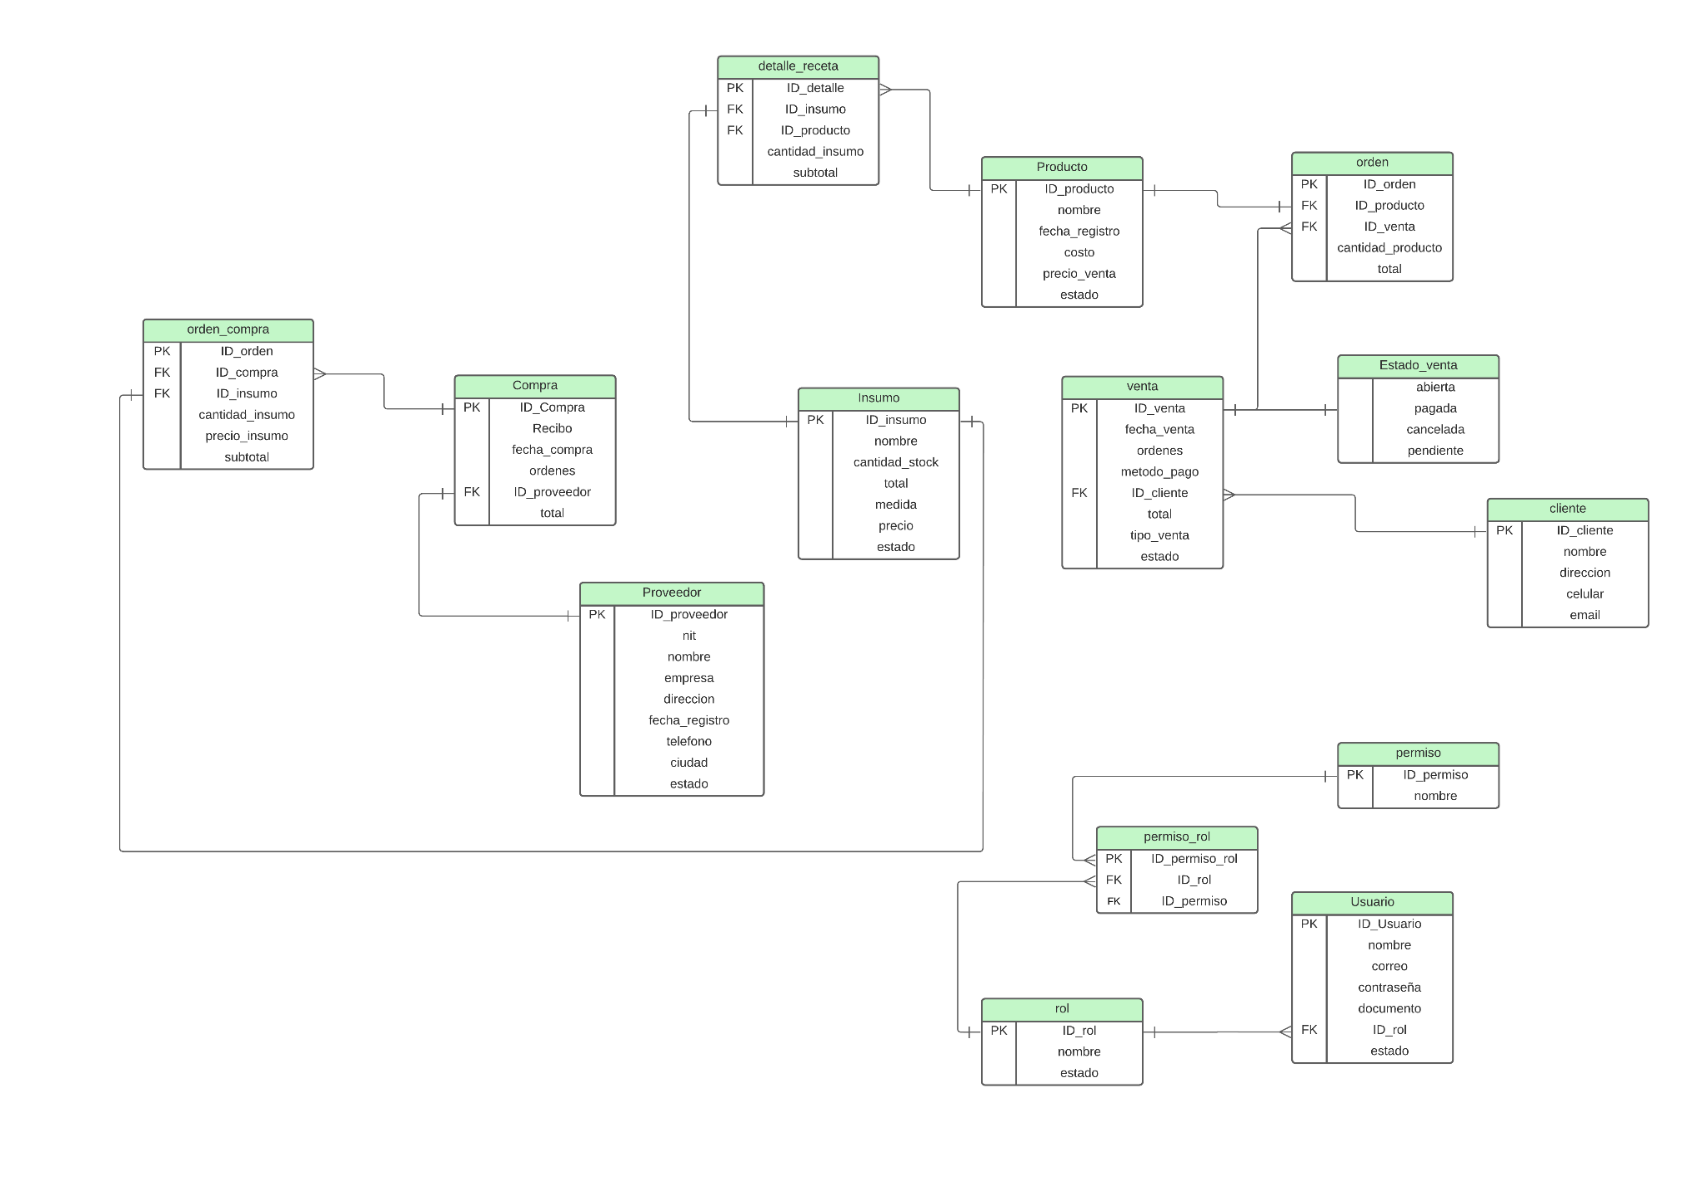 detalle_receta
PK ID_detalle
FK ID_insumo
FK ID_producto
cantidad_insumo
subtotal
Producto
PK ID_producto
nombre
fecha_registro
costo
precio_venta
estado
orden
PK ID_orden
FK ID_producto
FK ID_venta
cantidad_producto
total
orden_compra
PK ID_orden
FK ID_compra
FK ID_insumo
cantidad_insumo
precio_insumo
subtotal
Compra
PK ID_Compra
Recibo
fecha_compra
ordenes
FK ID_proveedor
total
Insumo
PK ID_insumo
nombre
cantidad_stock
total
medida
precio
estado
venta
PK ID_venta
fecha_venta
ordenes
metodo_pago
FK ID_cliente
total
tipo_venta
estado
Estado_venta
abierta
pagada
cancelada
pendiente
cliente
PK ID_cliente
nombre
direccion
celular
email
Proveedor
PK ID_proveedor
nit
nombre
empresa
direccion
fecha_registro
telefono
ciudad
estado
permiso
PK ID_permiso
nombre
permiso_rol
PK ID_permiso_rol
FK ID_rol
FK ID_permiso
Usuario
PK ID_Usuario
nombre
correo
contraseña
documento
FK ID_rol
estado
rol
PK ID_rol
nombre
estado